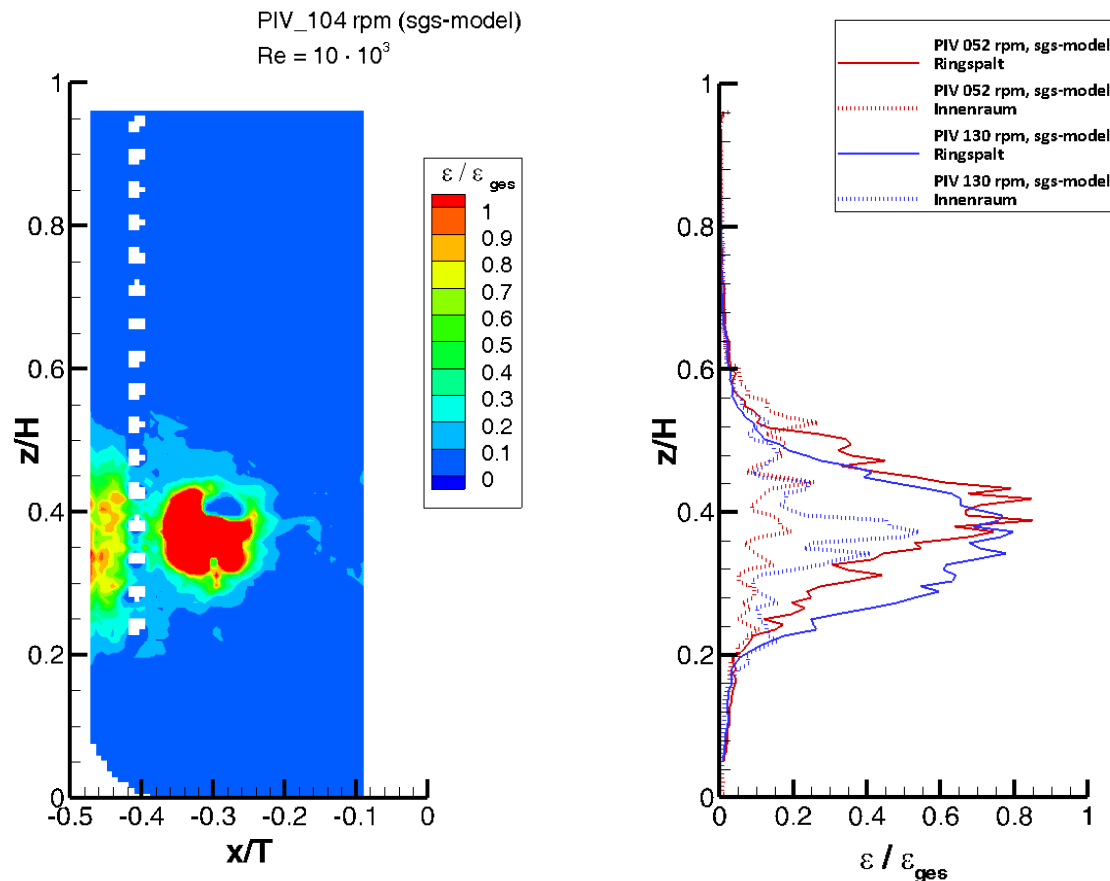 PIV_104 rpm (sgs-model)
Re = 10 · 10³
1
0.8
0.6
0.4
0.2
0
z/H
-0.5 -0.4 -0.3 -0.2 -0.1 0
x/T
ε / ε ges
1
0.9
0.8
0.7
0.6
0.5
0.4
0.3
0.2
0.1
0
PIV 052 rpm, sgs-model
Ringspalt
PIV 052 rpm, sgs-model
Innenraum
PIV 130 rpm, sgs-model
Ringspalt
PIV 130 rpm, sgs-model
Innenraum
1
0.8
0.6
0.4
0.2
0
z/H
0 0.2 0.4 0.6 0.8 1
ε / ε ges